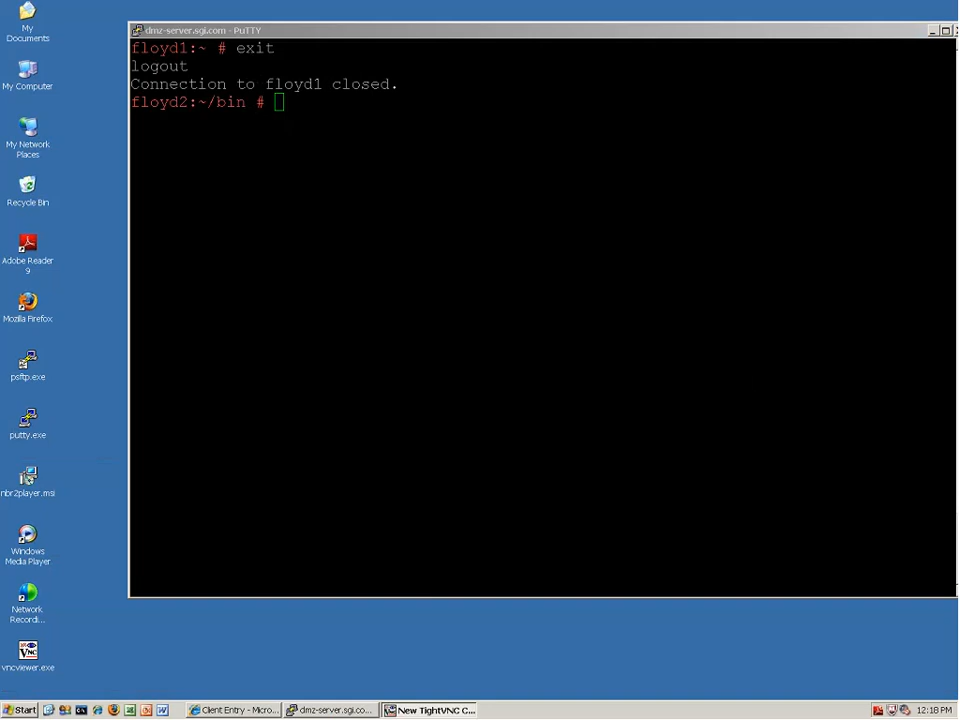 My
Documents
My Computer
My Network
Places
Recycle Bin
Adobe Reader
9
Mozilla Firefox
psftp.exe
putty.exe
nbr2player.msi
Windows
Media Player
Network
Recordi...
VNC
vncviewer.exe
dmz-server.sgi.com - PuTTY
floyd1:~ # exit
logout
Connection to floyd1 closed.
floyd2:~/bin #
Start
Client Entry - Micro...
dmz-server.sgi.co...
New TightVNC C...
12:18 PM